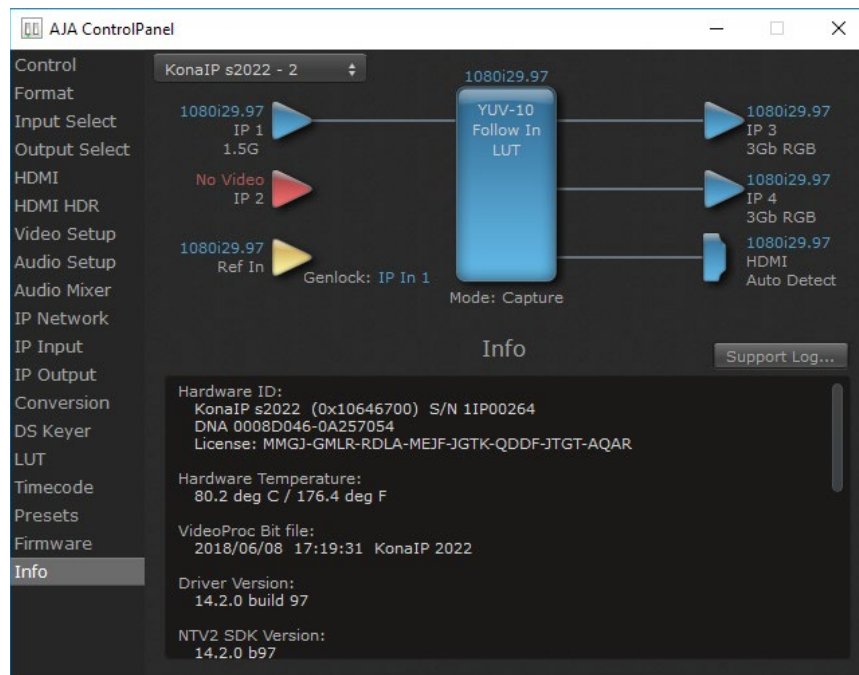 AJA ControlPanel
Control
Format
Input Select
Output Select
HDMI
HDMI HDR
Video Setup
Audio Setup
Audio Mixer
IP Network
IP Input
IP Output
Conversion
DS Keyer
LUT
Timecode
Presets
Firmware
Info
KonaIP s2022 - 2
1080i29.97
IP 1
1.5G
No Video
IP 2
1080i29.97
Ref In
Genlock: IP In 1
1080i29.97
YUV-10
Follow In
LUT
Mode: Capture
1080i29.97
IP 3
3Gb RGB
1080i29.97
IP 4
3Gb RGB
1080i29.97
HDMI
Auto Detect
Info
Support Log...
Hardware ID:
KonaIP s2022 (0x10646700) S/N 1IP00264
DNA 0008D046-0A257054
License: MMGJ-GMLR-RDLA-MEJF-JGTK-QDDF-JTGT-AQAR
Hardware Temperature:
80.2 deg C / 176.4 deg F
VideoProc Bit file:
2018/06/08 17:19:31 KonaIP 2022
Driver Version:
14.2.0 build 97
NTV2 SDK Version:
14.2.0 b97